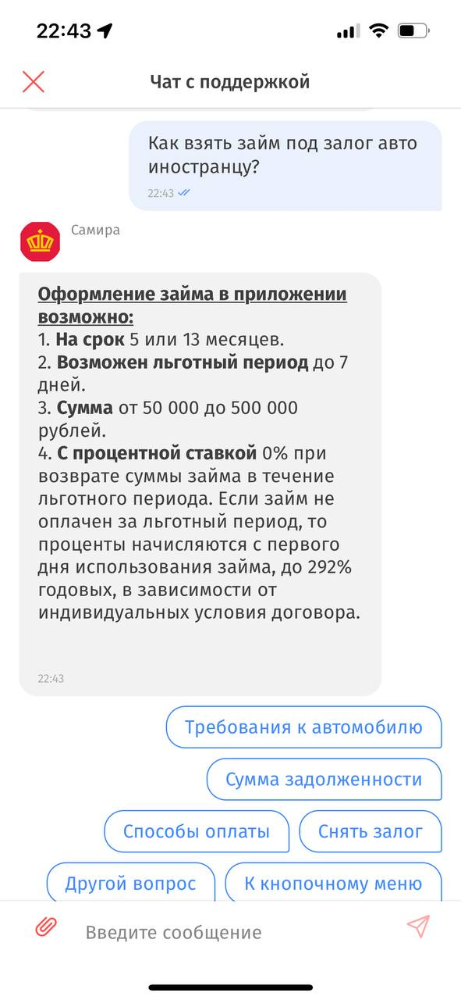 22:43
Чат с поддержкой
Как взять займ под залог авто
иностранцу?
22:43
Самира
Оформление займа в приложении
возможно:
1. На срок 5 или 13 месяцев.
2. Возможен льготный период до 7
дней.
3. Сумма от 50 000 до 500 000
рублей.
4. С процентной ставкой 0% при
возврате суммы займа в течение
льготного периода. Если займ не
оплачен за льготный период, то
проценты начисляются с первого
дня использования займа, до 292%
годовых, в зависимости от
индивидуальных условия договора.
22:43
Требования к автомобилю
Сумма задолженности
Способы оплаты
Снять залог
Другой вопрос
К кнопочному меню
Введите сообщение